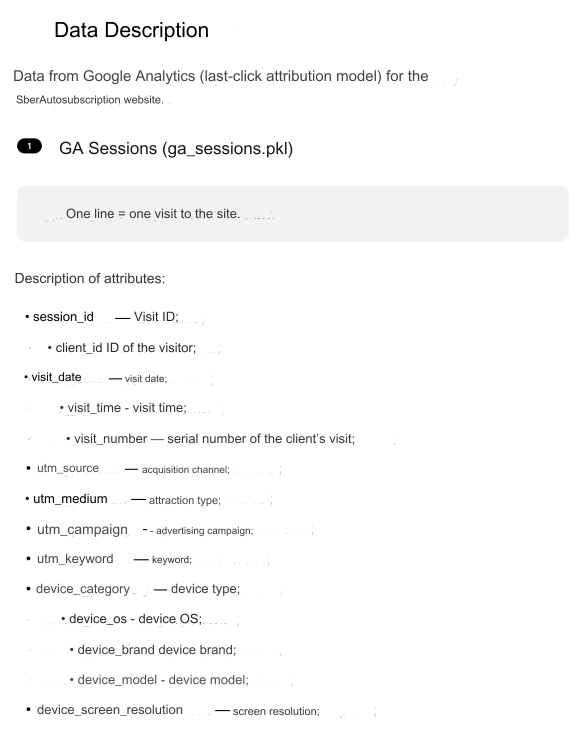 Data Description
Data from Google Analytics (last-click attribution model) for the
SberAutosubscription website.
1 GA Sessions (ga_sessions.pkl)
One line = one visit to the site.
Description of attributes:
• session_id — Visit ID;
• client_id ID of the visitor;
• visit_date — visit date;
• visit_time - visit time;
• visit_number — serial number of the client's visit;
• utm_source — acquisition channel;
• utm_medium — attraction type;
• utm_campaign - - advertising campaign;
• utm_keyword — keyword;
• device_category — device type;
• device_os - device OS;
• device_brand device brand;
• device_model - device model;
• device_screen_resolution — screen resolution;